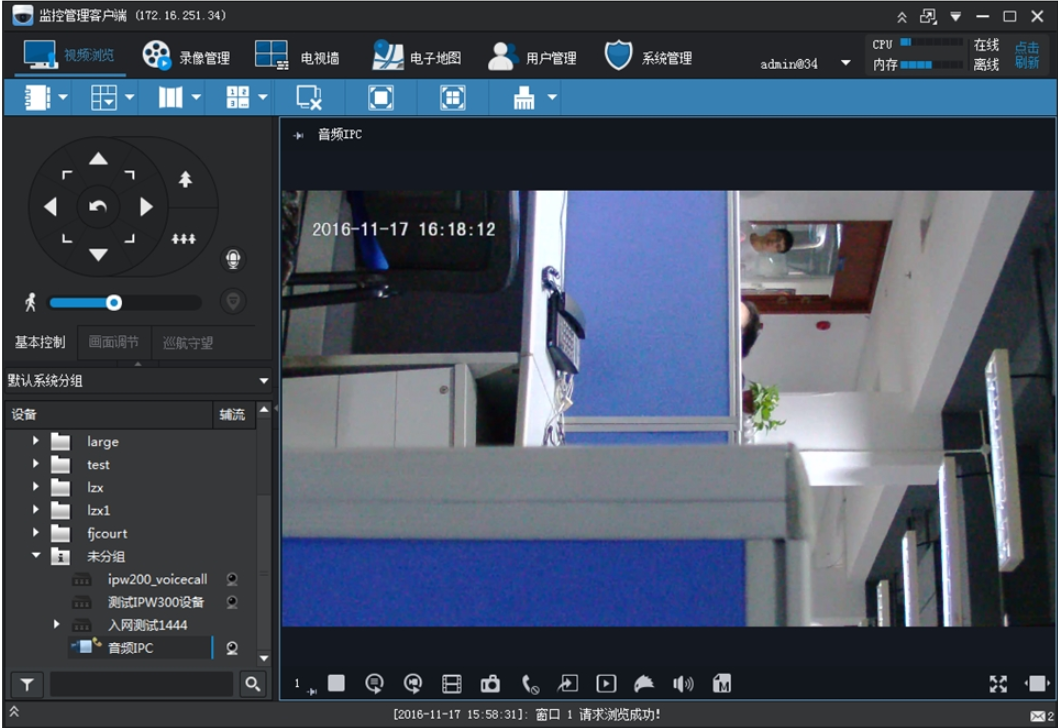 监控管理客户端 (172.16.251.34)
视频浏览 录像管理 电视墙 电子地图 用户管理 系统管理 admin@34 CPU 内存 在线 离线 点击刷新
音频IPC
2016-11-17 16:18:12
基本控制 画面调节 巡航守望
默认系统分组
设备 辅流
large
test
lzx
lzx1
fjcourt
未分组
ipw200_voicecall
测试IPW300设备
入网测试1444
音频IPC
1
M
[2016-11-17 15:58:31]: 窗口 1 请求浏览成功!
2